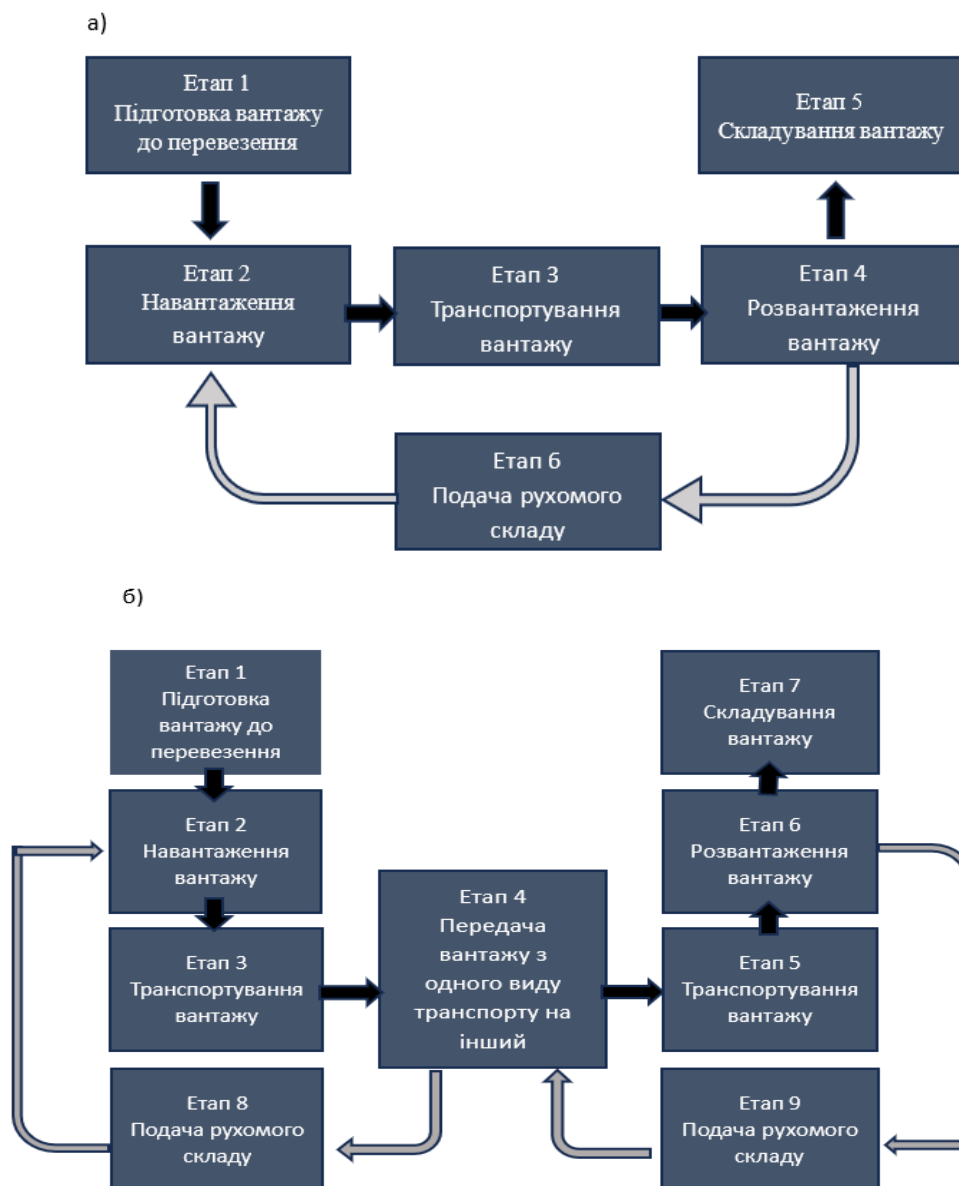 а)
Етап 1
Підготовка вантажу
до перевезення
Етап 5
Складування вантажу
Етап 2
Навантаження
вантажу
Етап 3
Транспортування
вантажу
Етап 4
Розвантаження
вантажу
Етап 6
Подача рухомого
складу
б)
Етап 1
Підготовка
вантажу до
перевезення
Етап 7
Складування
вантажу
Етап 2
Навантаження
вантажу
Етап 6
Розвантаження
вантажу
Етап 4
Передача
вантажу з
одного виду
транспорту на
інший
Етап 3
Транспортування
вантажу
Етап 5
Транспортування
вантажу
Етап 8
Подача рухомого
складу
Етап 9
Подача рухомого
складу